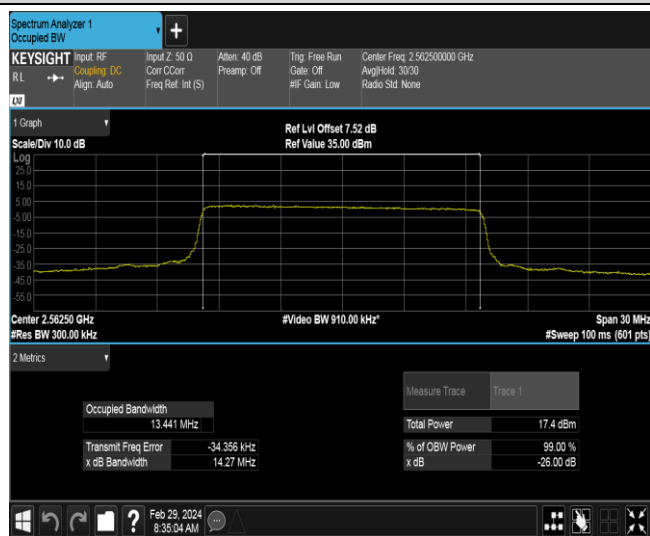 Spectrum Analyzer 1
Occupied BW
+
KEYSIGHT
RL
LXI
Input: RF
Coupling: DC
Align: Auto
Input Z: 50 Ω
Corr CCorr
Freq Ref: Int (S)
Atten: 40 dB
Preamp: Off
Trig: Free Run
Gate: Off
#IF Gain: Low
Center Freq: 2.562500000 GHz
Avg|Hold: 30/30
Radio Std: None
1 Graph
Scale/Div 10.0 dB
Ref Lvl Offset 7.52 dB
Ref Value 35.00 dBm
Log
25.0
15.0
5.00
-5.00
-15.0
-25.0
-35.0
-45.0
-55.0
Center 2.56250 GHz
#Res BW 300.00 kHz
#Video BW 910.00 kHz*
Span 30 MHz
#Sweep 100 ms (601 pts)
2 Metrics
Measure Trace Trace 1
Occupied Bandwidth
13.441 MHz
Total Power 17.4 dBm
Transmit Freq Error -34.356 kHz
% of OBW Power 99.00 %
x dB Bandwidth 14.27 MHz
x dB -26.00 dB
?
Feb 29, 2024
8:35:04 AM